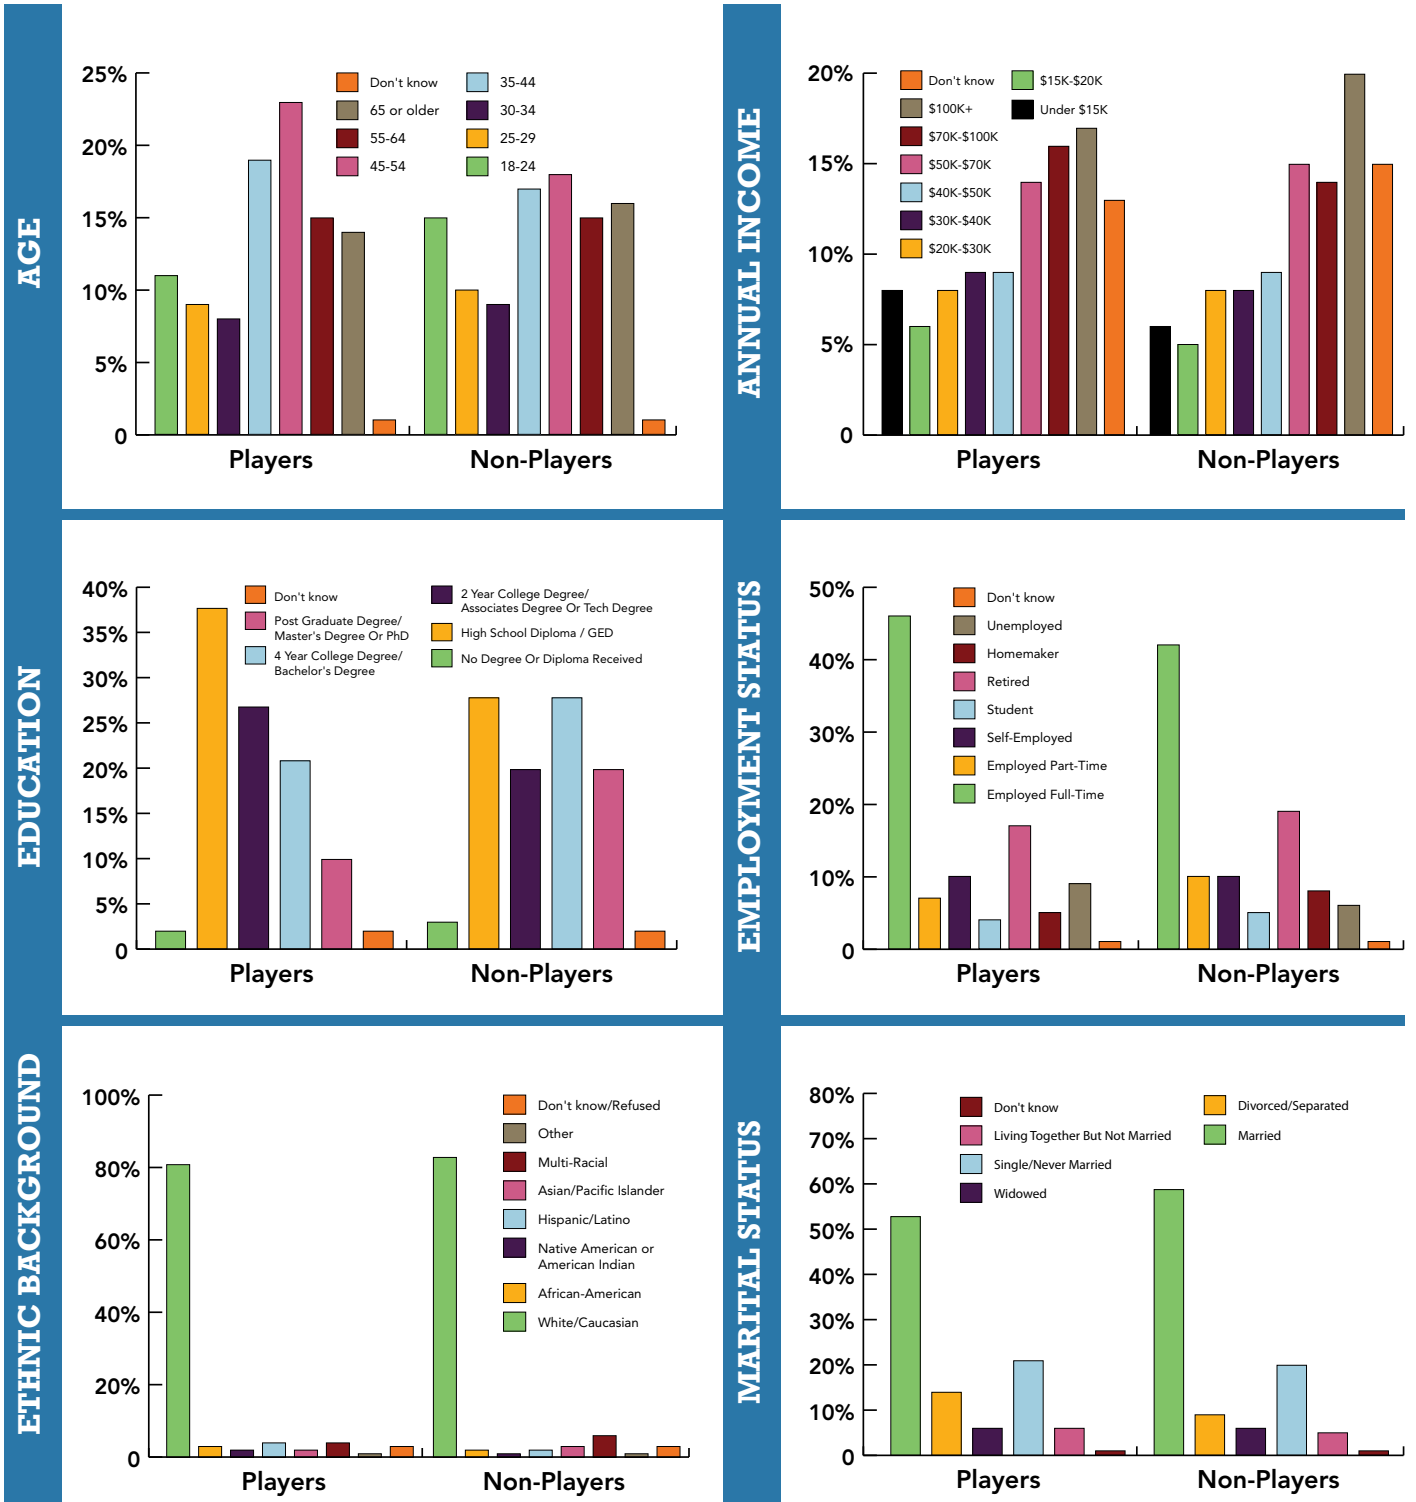 AGE
25%
20%
15%
10%
5%
0
Don't know
65 or older
55-64
45-54
35-44
30-34
25-29
18-24
Players
Non-Players
ANNUAL INCOME
20%
15%
10%
5%
0
Don't know
$100K+
$70K-$100K
$50K-$70K
$40K-$50K
$30K-$40K
$20K-$30K
$15K-$20K
Under $15K
Players
Non-Players
EDUCATION
40%
35%
30%
25%
20%
15%
10%
5%
0
Don't know
Post Graduate Degree/
Master's Degree Or PhD
4 Year College Degree/
Bachelor's Degree
2 Year College Degree/
Associates Degree Or Tech Degree
High School Diploma / GED
No Degree Or Diploma Received
Players
Non-Players
EMPLOYMENT STATUS
50%
40%
30%
20%
10%
0
Don't know
Unemployed
Homemaker
Retired
Student
Self-Employed
Employed Part-Time
Employed Full-Time
Players
Non-Players
ETHNIC BACKGROUND
100%
80%
60%
40%
20%
0
Don't know/Refused
Other
Multi-Racial
Asian/Pacific Islander
Hispanic/Latino
Native American or
American Indian
African-American
White/Caucasian
Players
Non-Players
MARITAL STATUS
80%
70%
60%
50%
40%
30%
20%
10%
0
Don't know
Living Together But Not Married
Single/Never Married
Widowed
Divorced/Separated
Married
Players
Non-Players